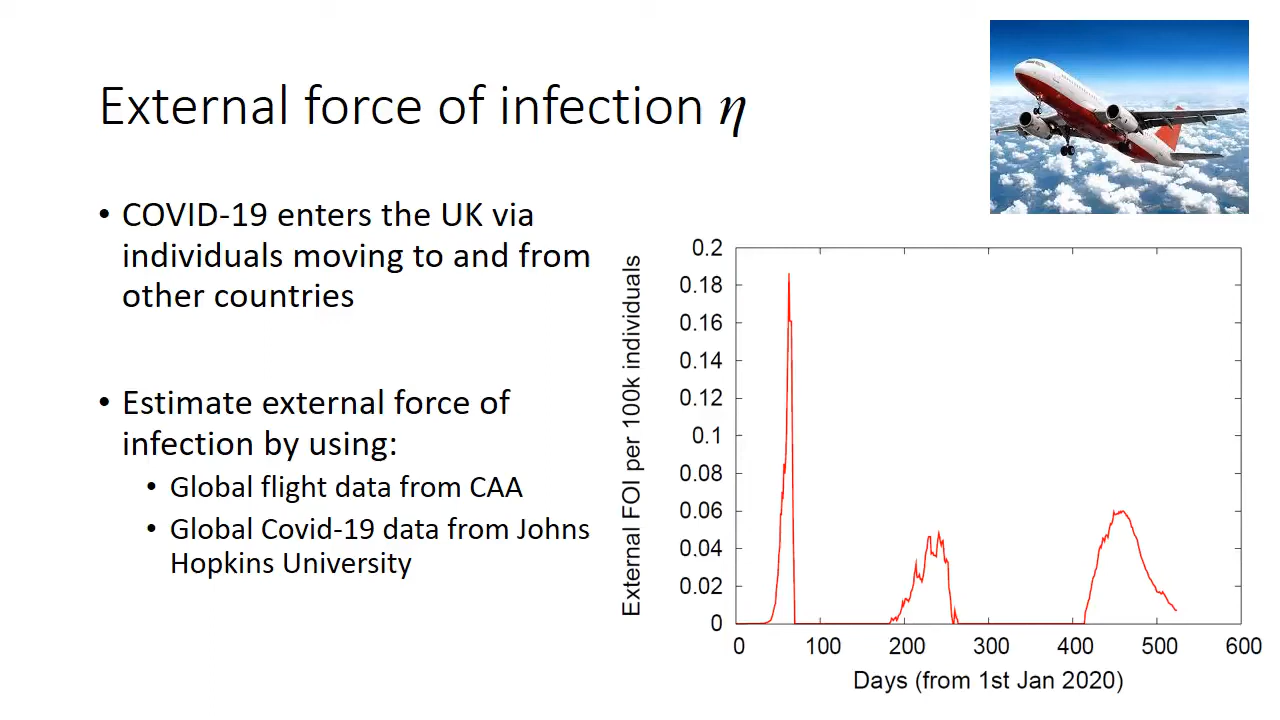 External force of infection η
• COVID-19 enters the UK via
individuals moving to and from
other countries
• Estimate external force of
infection by using:
• Global flight data from CAA
• Global Covid-19 data from Johns
Hopkins University
External FOI per 100k individuals
0.2
0.18
0.16
0.14
0.12
0.1
0.08
0.06
0.04
0.02
0
0 100 200 300 400 500 600
Days (from 1st Jan 2020)